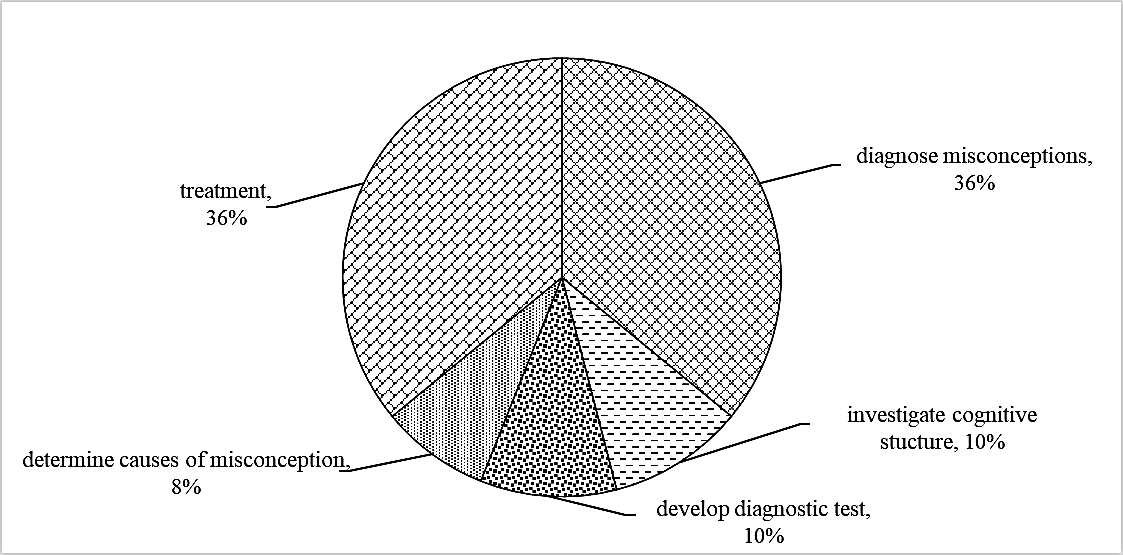 diagnose misconceptions,
36%
treatment,
36%
investigate cognitive
stucture, 10%
determine causes of misconception,
8%
develop diagnostic test,
10%